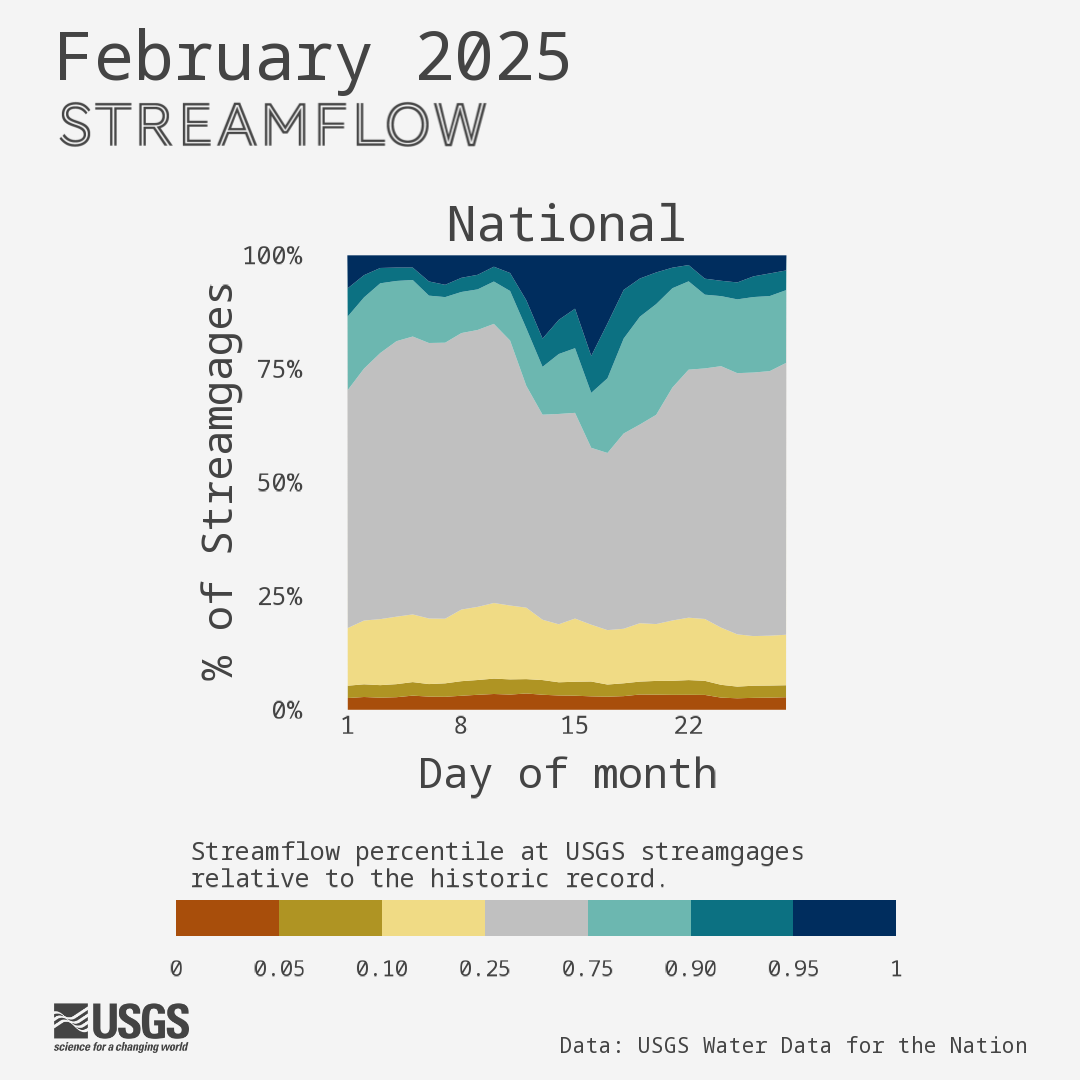 February 2025
STREAMFLOW
National
% of Streamgages
100%
75%
50%
25%
0%
1 8 15 22
Day of month
Streamflow percentile at USGS streamgages
relative to the historic record.
0 0.05 0.10 0.25 0.75 0.90 0.95 1
USGS
science for a changing world
Data: USGS Water Data for the Nation